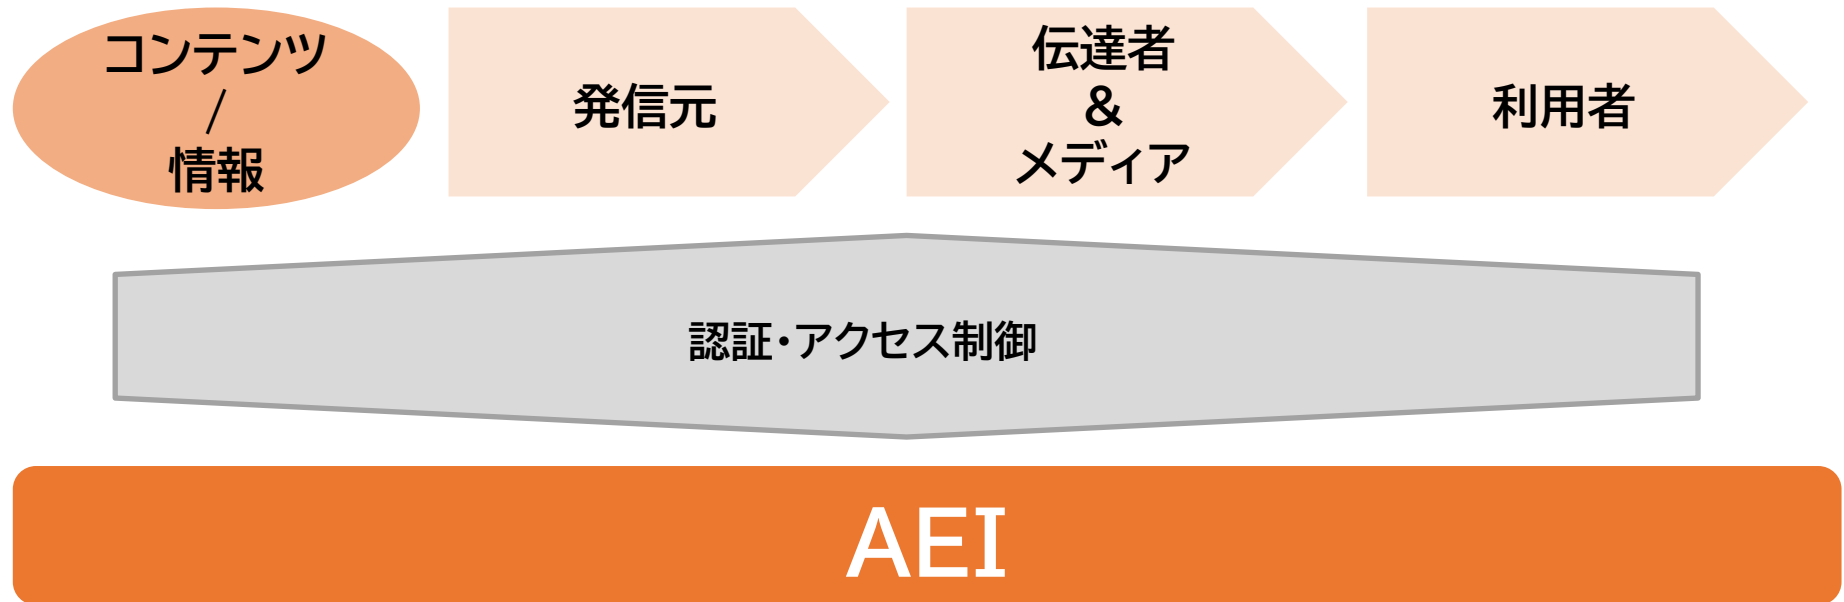 コンテンツ
/
情報
発信元
伝達者
&
メディア
利用者
認証・アクセス制御
AEI